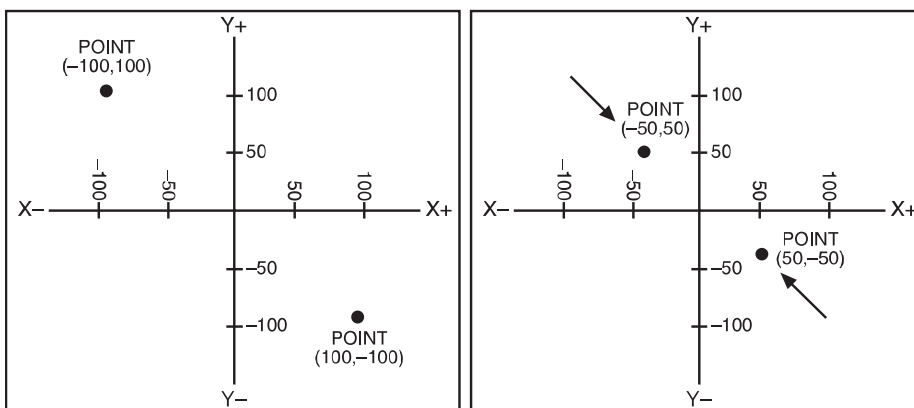 Y+
POINT
(–100,100)
100
50
–100
–50
50
100
X–
X+
–50
–100
POINT
(100,–100)
Y–
Y+
POINT
(–50,50)
100
50
–100
–50
50
100
X–
X+
POINT
(50,–50)
–50
–100
Y–